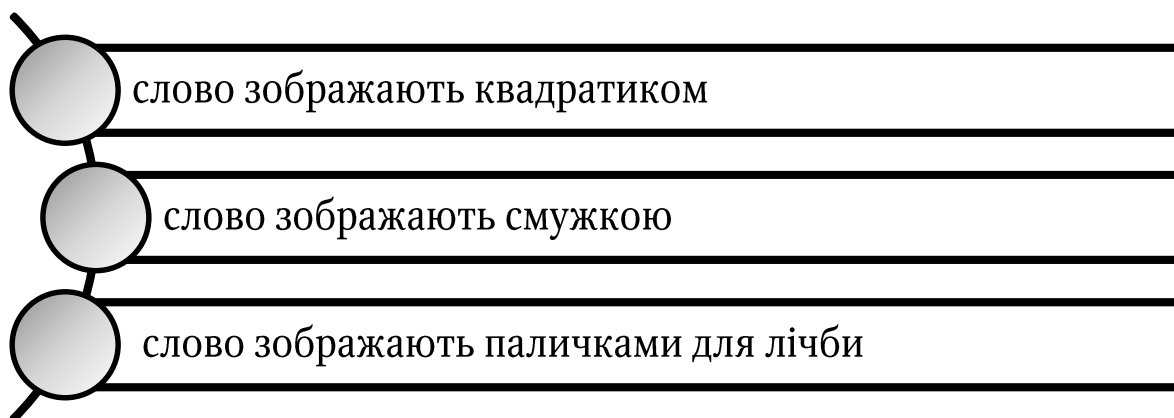 слово зображають квадратиком
слово зображають смужкою
слово зображають паличками для лічби